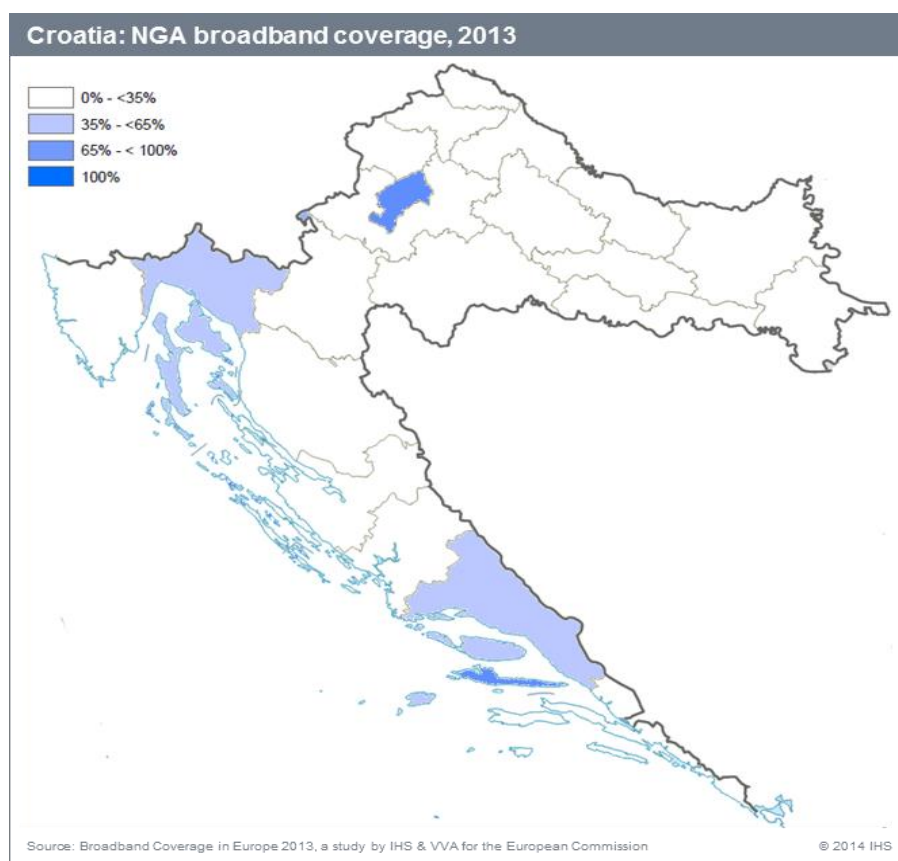 Croatia: NGA broadband coverage, 2013
0% - <35%
35% - <65%
65% - < 100%
100%
Source: Broadband Coverage in Europe 2013, a study by IHS & VVA for the European Commission
© 2014 IHS